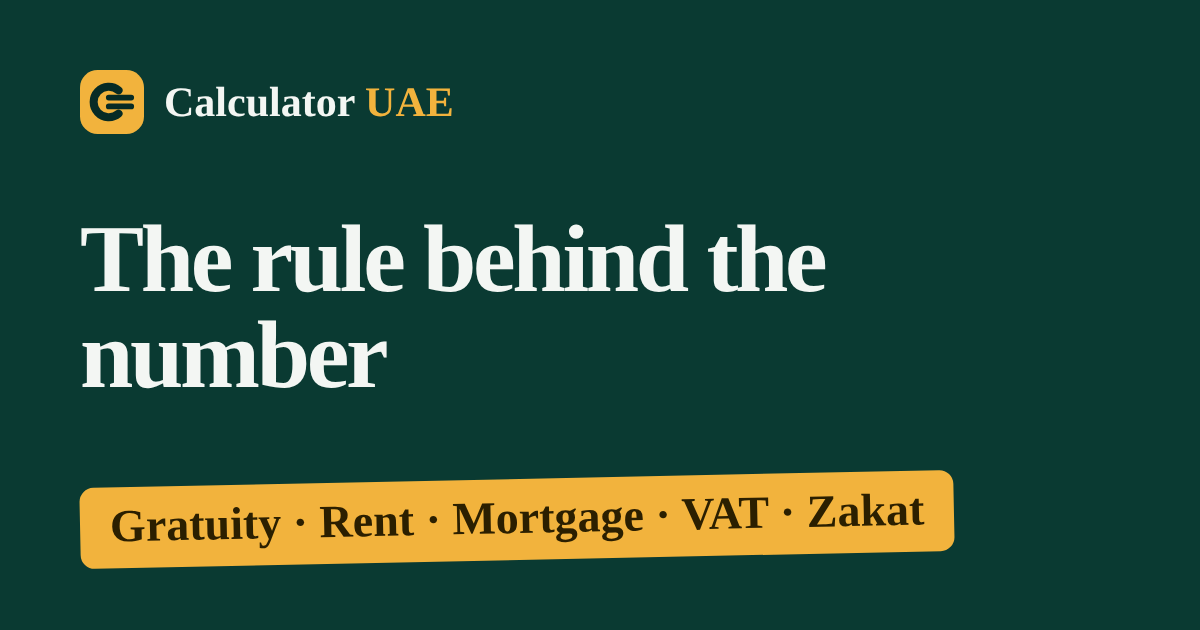 Calculator UAE
The rule behind the
number
Gratuity · Rent · Mortgage · VAT · Zakat